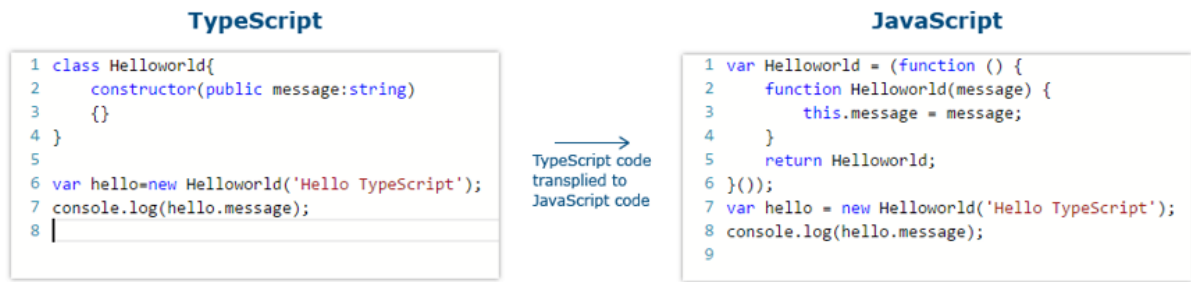 TypeScript
1 class Helloworld{
2     constructor(public message:string)
3     {}
4 }
5
6 var hello=new Helloworld('Hello TypeScript');
7 console.log(hello.message);
8
TypeScript code
transplied to
JavaScript code
JavaScript
1 var Helloworld = (function () {
2     function Helloworld(message) {
3         this.message = message;
4     }
5     return Helloworld;
6 }());
7 var hello = new Helloworld('Hello TypeScript');
8 console.log(hello.message);
9